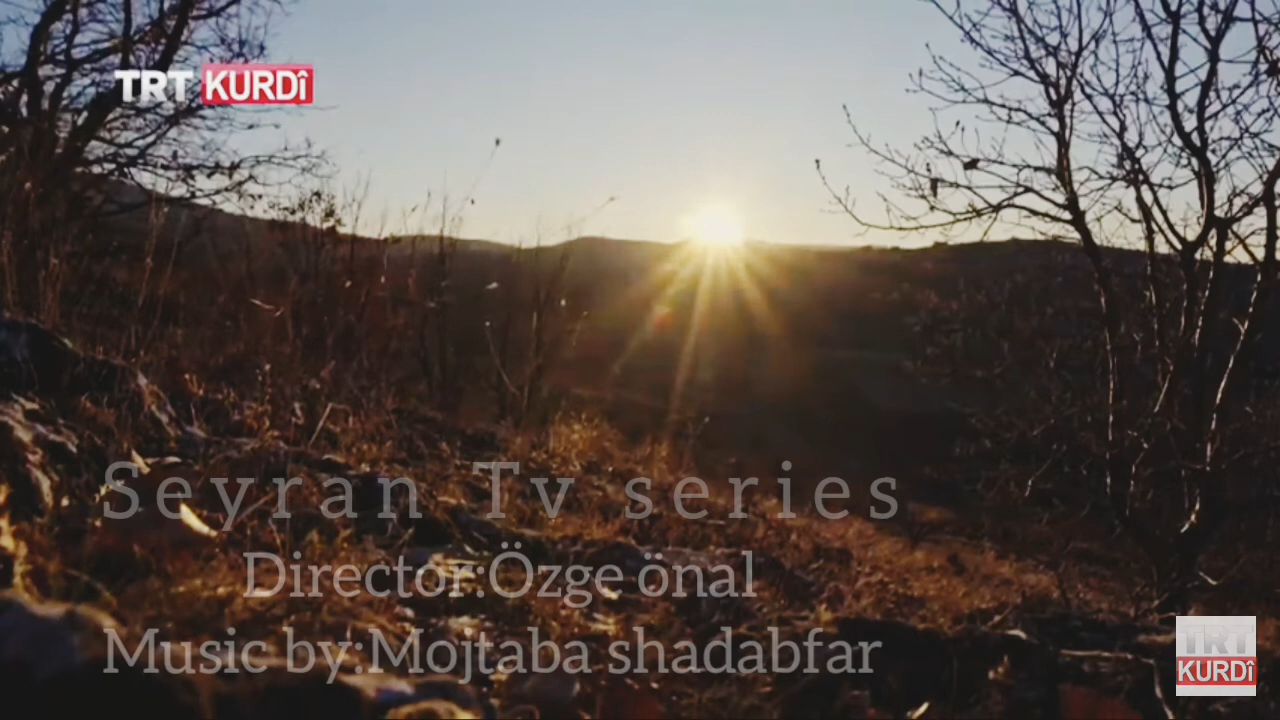 TRT KURDÎ
Seyran Tv series
Director:Özge önal
Music by:Mojtaba shadabfar
TRT
KURDÎ